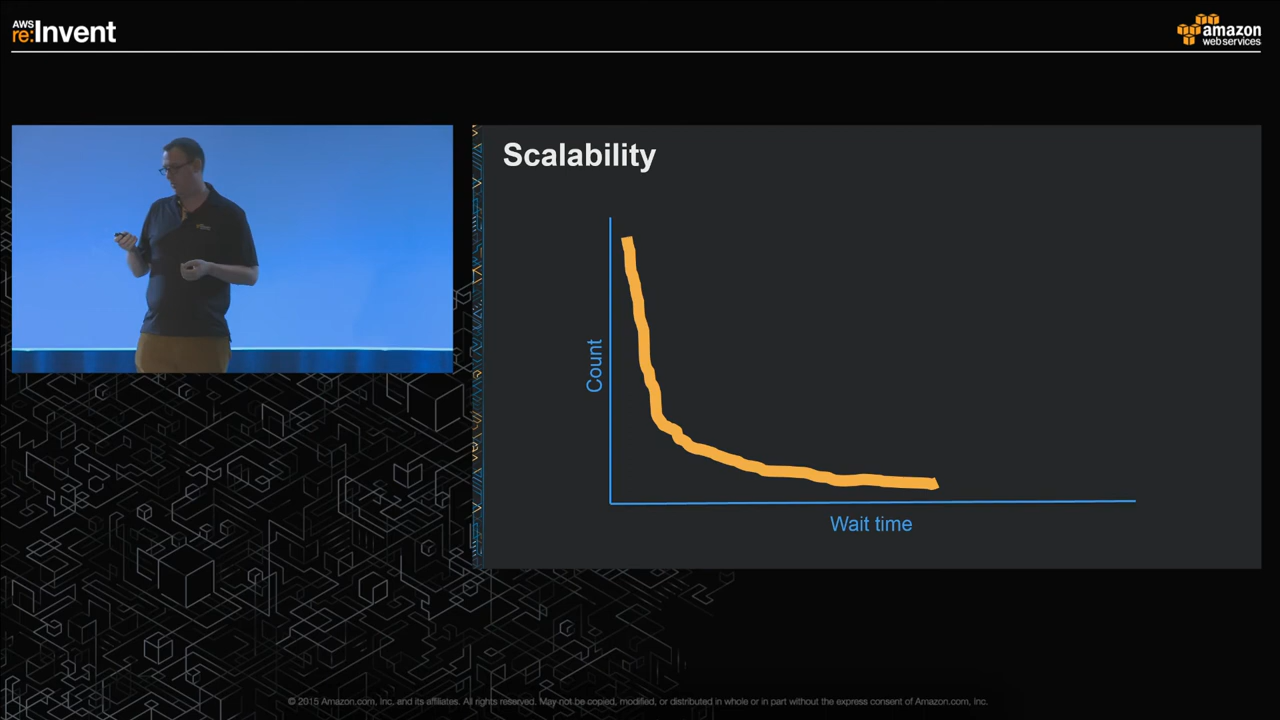 AWS
re:Invent
amazon
web services
Scalability
Count
Wait time
© 2015 Amazon.com, Inc. and its affiliates. All rights reserved. May not be copied, modified, or distributed in whole or in part without the express consent of Amazon.com, Inc.